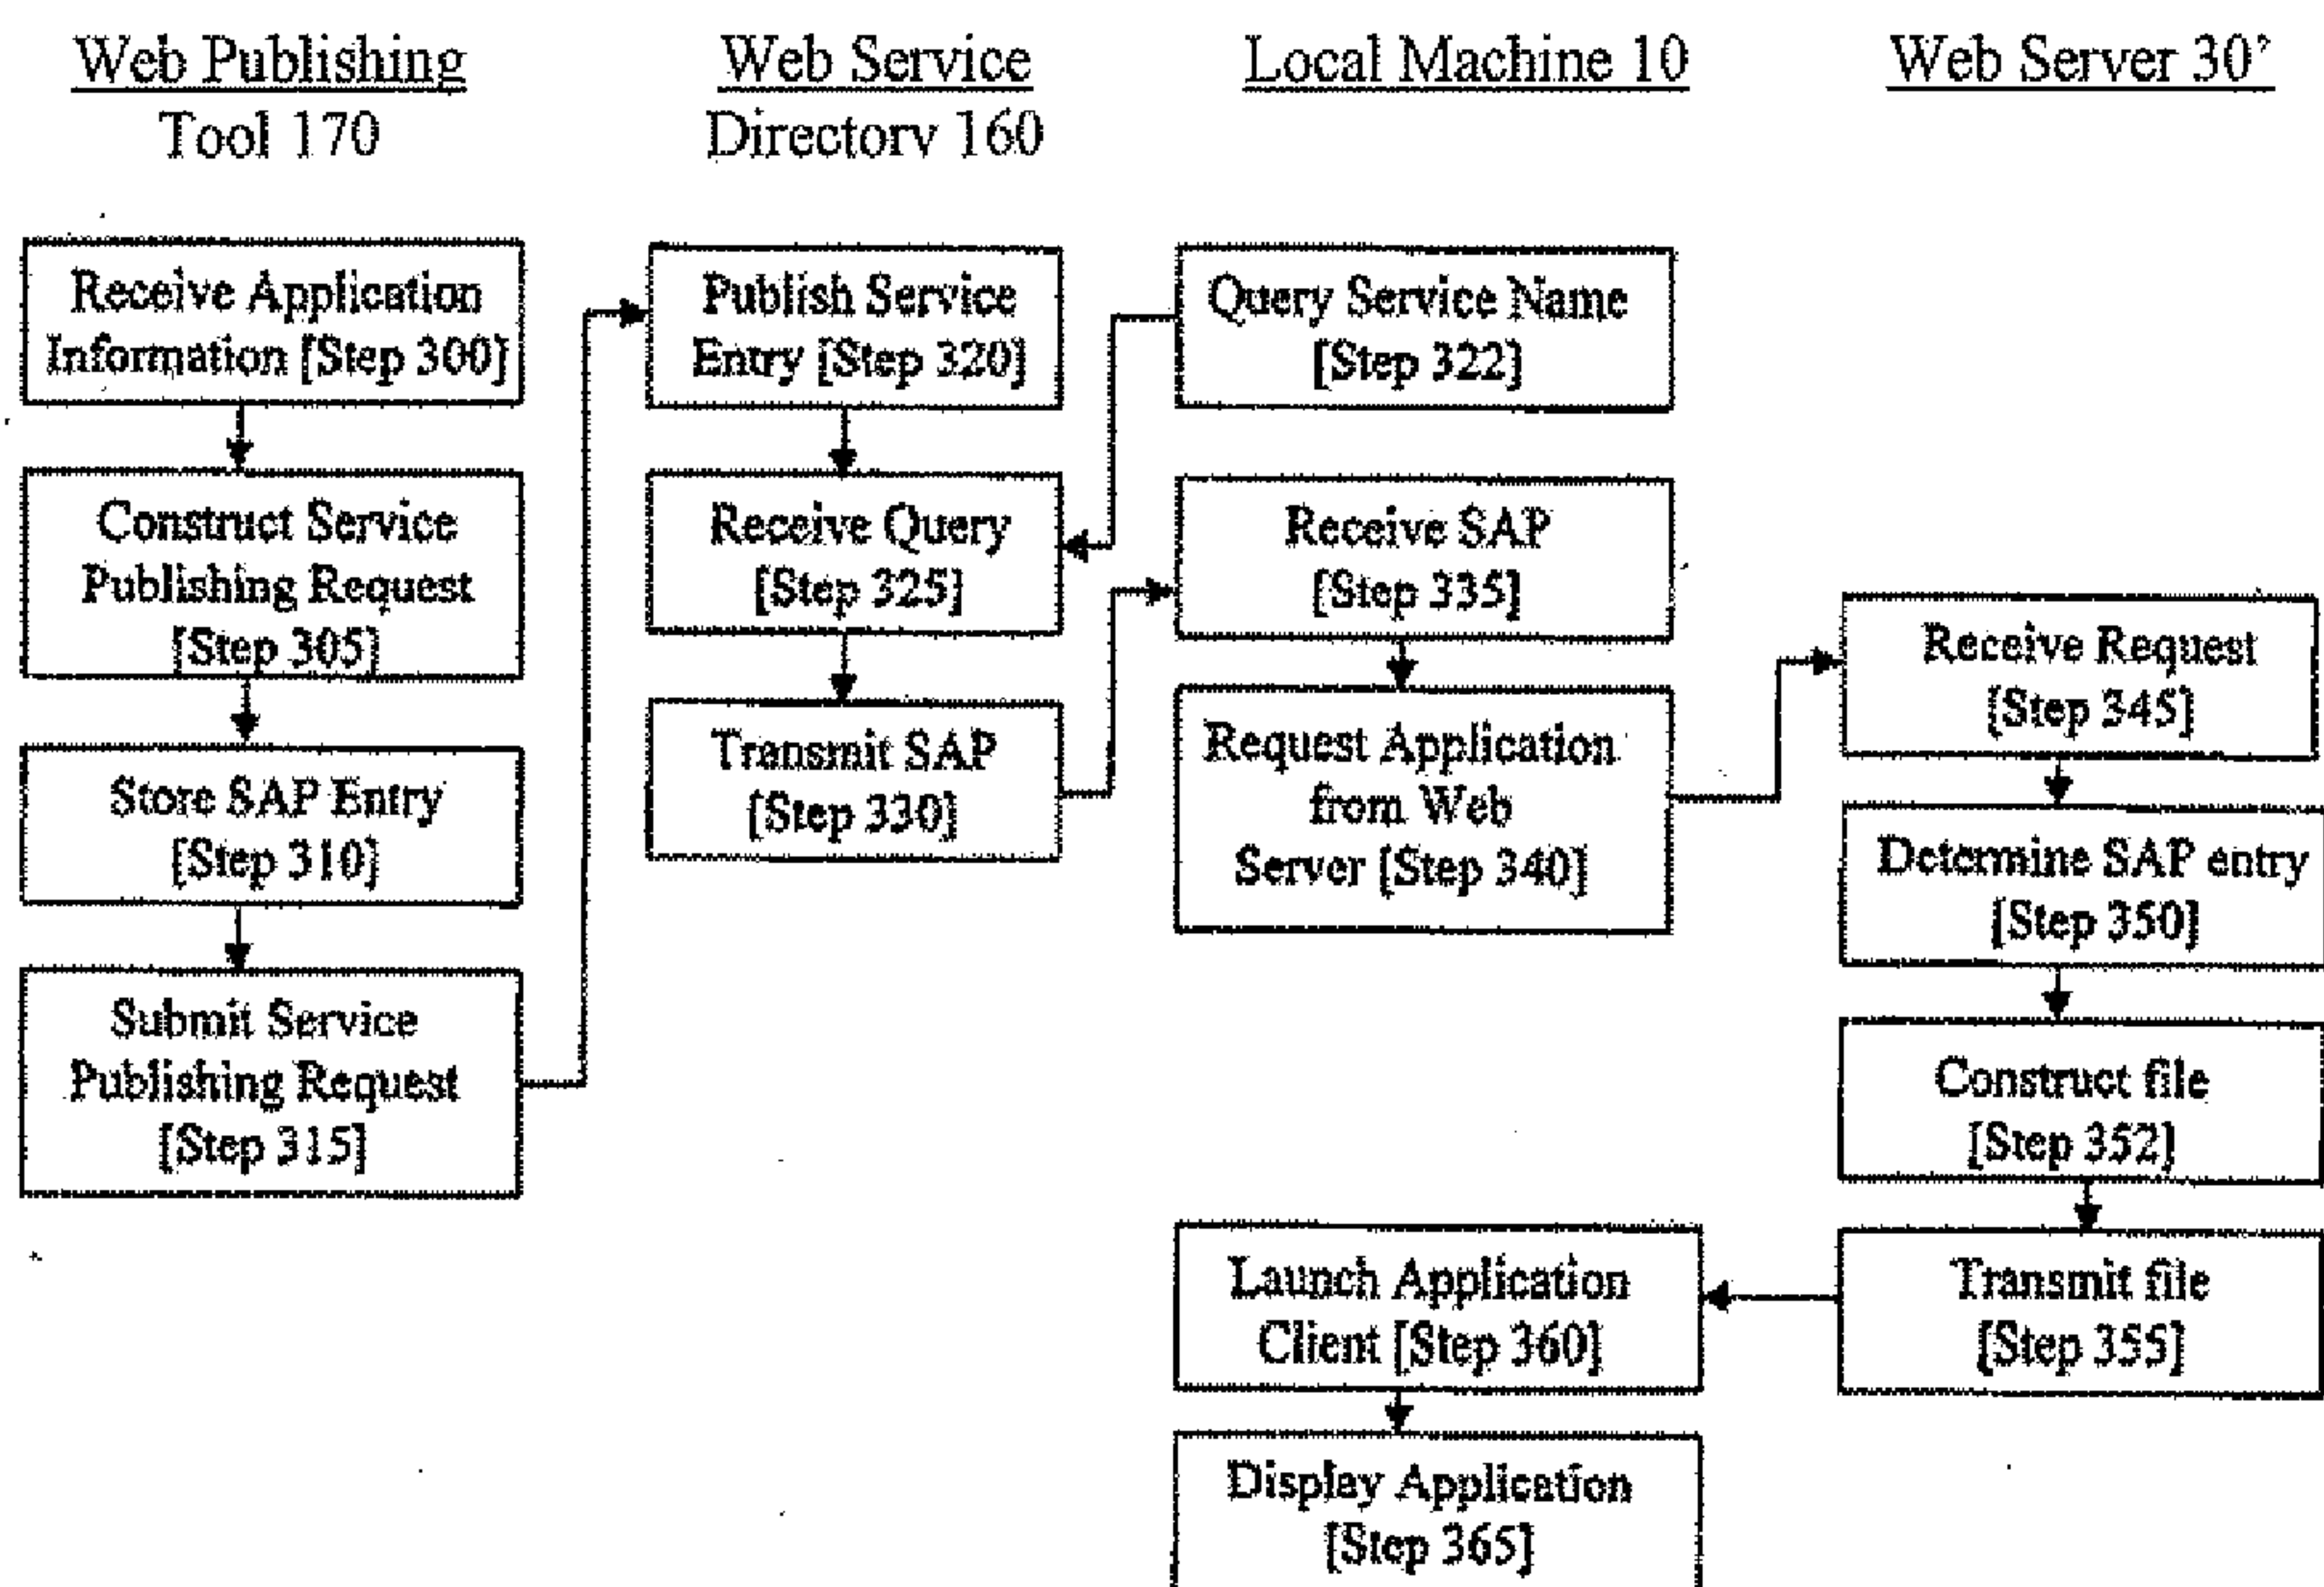 Web Publishing
Tool 170
Web Service
Directory 160
Local Machine 10
Web Server 30'
Receive Application
Information [Step 300]
Construct Service
Publishing Request
[Step 305]
Store SAP Entry
[Step 310]
Submit Service
Publishing Request
[Step 315]
Publish Service
Entry [Step 320]
Receive Query
[Step 325]
Transmit SAP
[Step 330]
Query Service Name
[Step 322]
Receive SAP
[Step 335]
Request Application
from Web
Server [Step 340]
Receive Request
[Step 345]
Determine SAP entry
[Step 350]
Construct file
[Step 352]
Transmit file
[Step 355]
Launch Application
Client [Step 360]
Display Application
[Step 365]